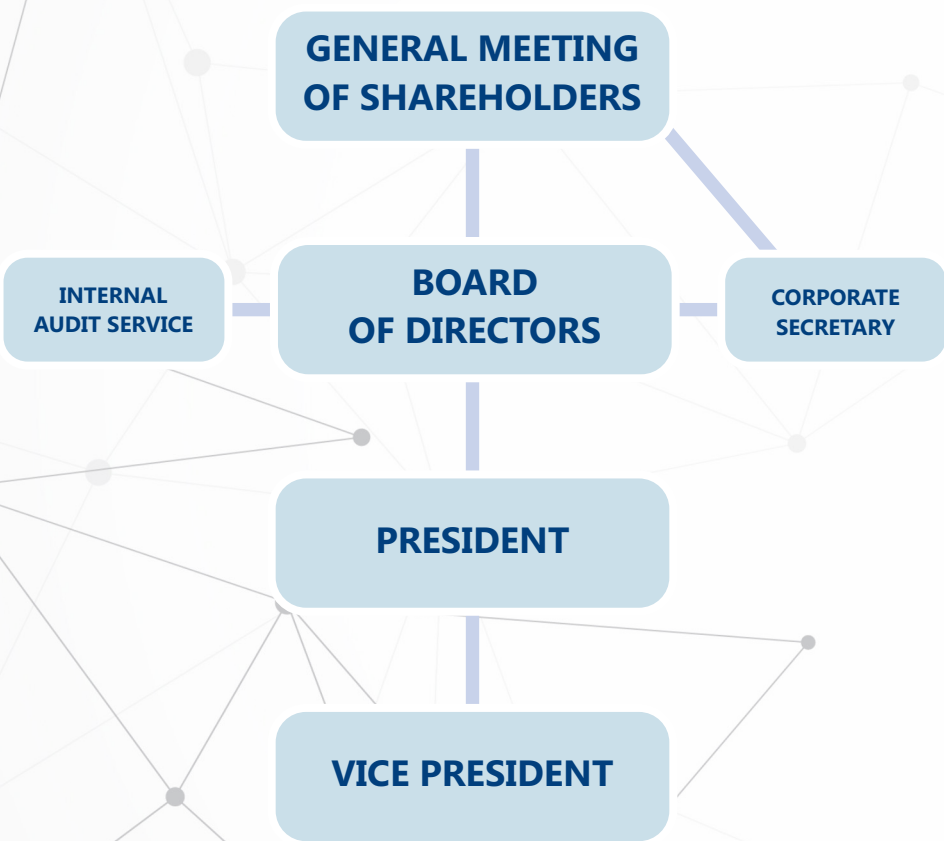 GENERAL MEETING
OF SHAREHOLDERS
INTERNAL
AUDIT SERVICE
BOARD
OF DIRECTORS
CORPORATE
SECRETARY
PRESIDENT
VICE PRESIDENT